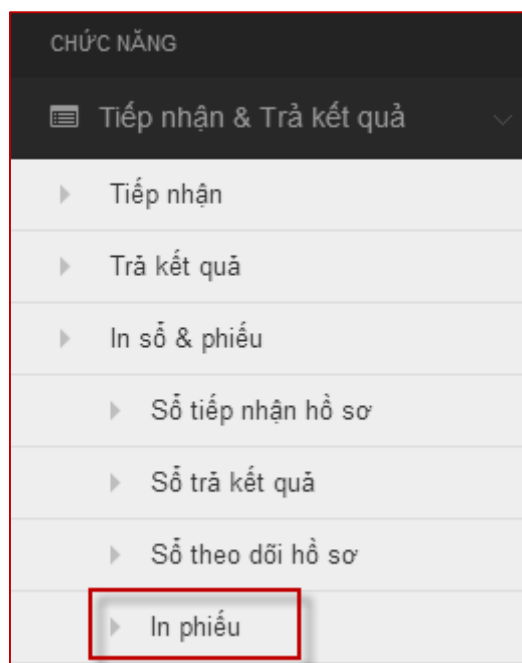 CHỨC NĂNG
Tiếp nhận & Trả kết quả
Tiếp nhận
Trả kết quả
In sổ & phiếu
Sổ tiếp nhận hồ sơ
Sổ trả kết quả
Sổ theo dõi hồ sơ
In phiếu